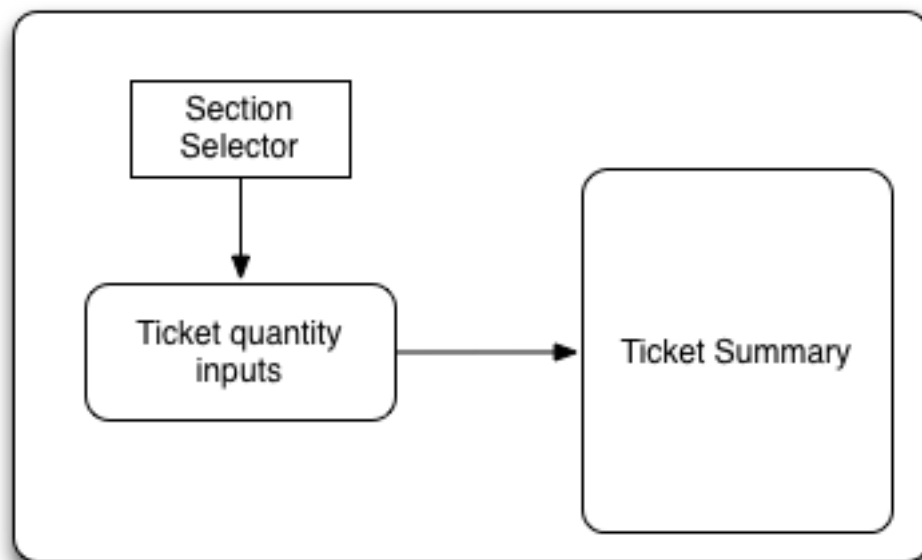 Section
Selector
Ticket quantity
inputs
Ticket Summary